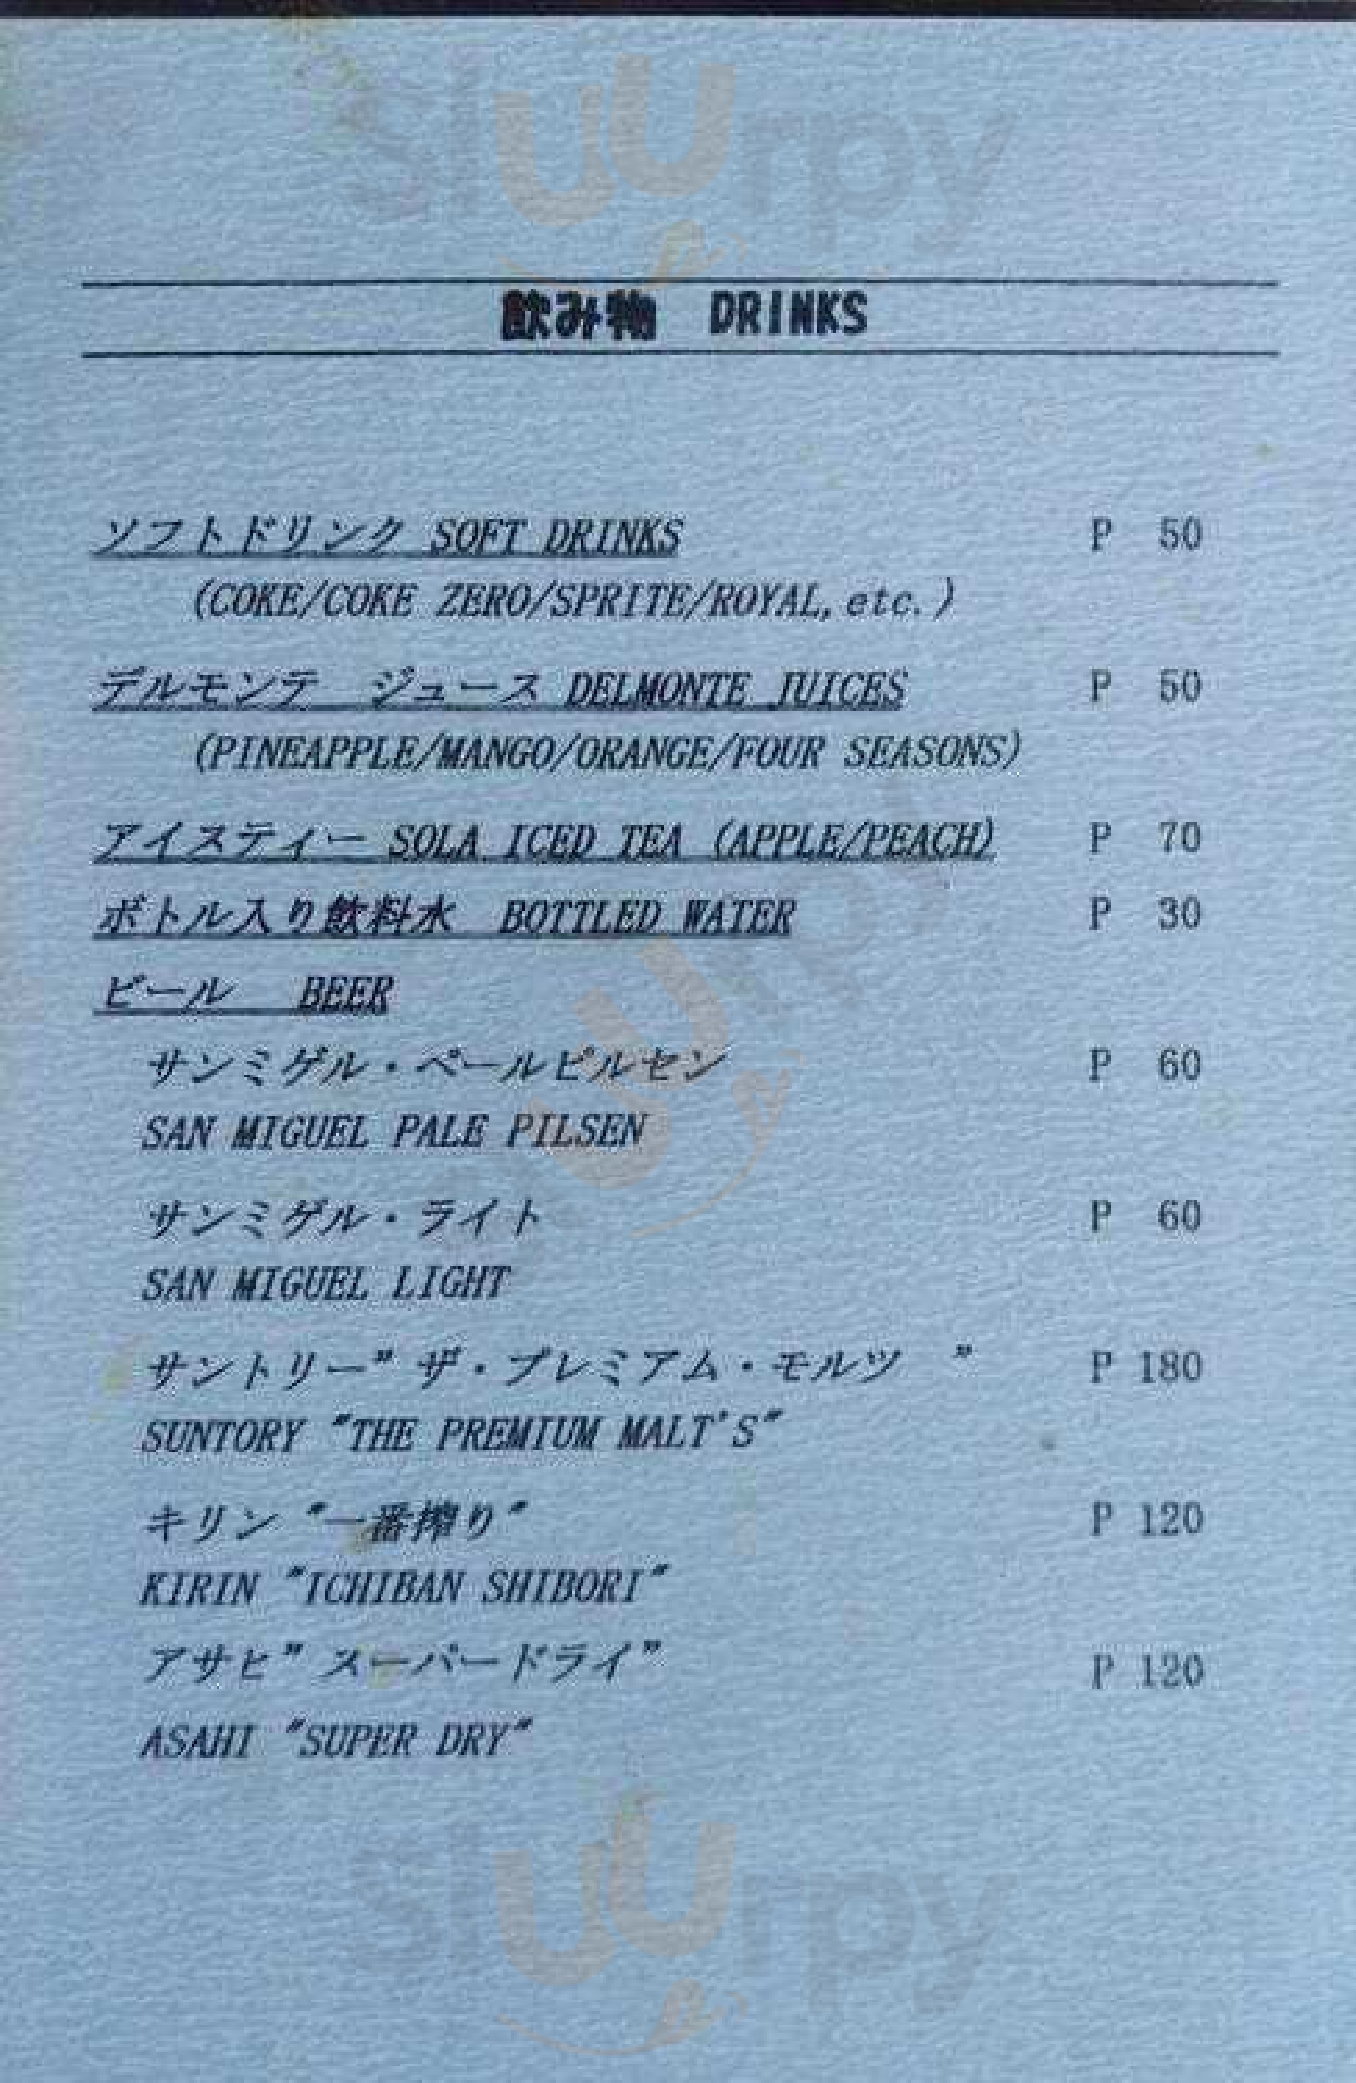 Slurpy
飲み物 DRINKS
ソフトドリンク SOFT DRINKS P 50
(COKE/COKE ZERO/SPRITE/ROYAL, etc.)
デルモンテ ジュース DELMONTE JUICES P 50
(PINEAPPLE/MANGO/ORANGE/FOUR SEASONS)
アイスティー SOLA ICED TEA (APPLE/PEACH) P 70
ボトル入り飲料水 BOTTLED WATER P 30
ビール BEER
サンミゲル・ペールピルセン P 60
SAN MIGUEL PALE PILSEN
サンミゲル・ライト P 60
SAN MIGUEL LIGHT
サントリー"ザ・プレミアム・モルツ " P 180
SUNTORY "THE PREMIUM MALT'S"
キリン "一番搾り" P 120
KIRIN "ICHIBAN SHIBORI"
アサヒ"スーパードライ" P 120
ASAHI "SUPER DRY"
Slurpy